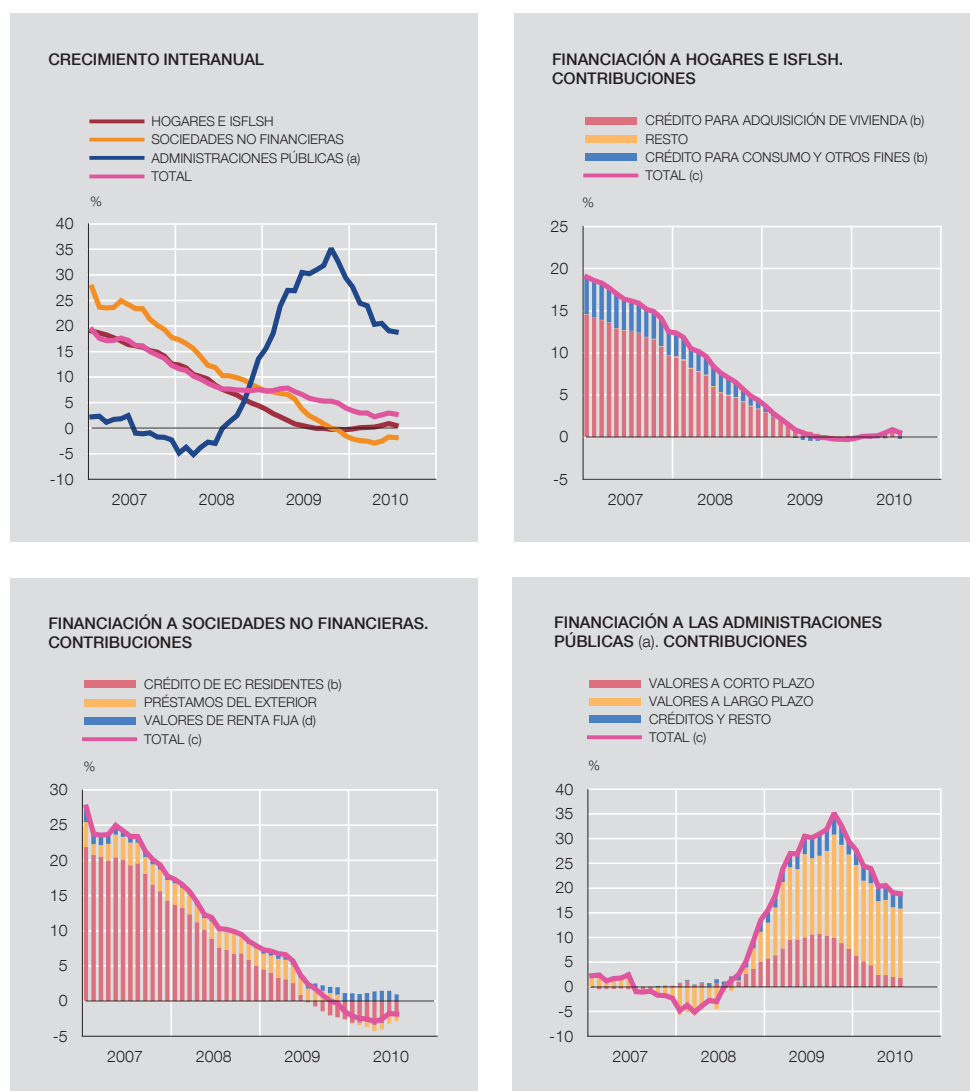 CRECIMIENTO INTERANUAL
HOGARES E ISFLSH
SOCIEDADES NO FINANCIERAS
ADMINISTRACIONES PÚBLICAS (a)
TOTAL
%
40
35
30
25
20
15
10
5
0
-5
-10
2007 2008 2009 2010
FINANCIACIÓN A HOGARES E ISFLSH.
CONTRIBUCIONES
CRÉDITO PARA ADQUISICIÓN DE VIVIENDA (b)
RESTO
CRÉDITO PARA CONSUMO Y OTROS FINES (b)
TOTAL (c)
%
25
20
15
10
5
0
-5
2007 2008 2009 2010
FINANCIACIÓN A SOCIEDADES NO FINANCIERAS.
CONTRIBUCIONES
CRÉDITO DE EC RESIDENTES (b)
PRÉSTAMOS DEL EXTERIOR
VALORES DE RENTA FIJA (d)
TOTAL (c)
%
30
25
20
15
10
5
0
-5
2007 2008 2009 2010
FINANCIACIÓN A LAS ADMINISTRACIONES
PÚBLICAS (a). CONTRIBUCIONES
VALORES A CORTO PLAZO
VALORES A LARGO PLAZO
CRÉDITOS Y RESTO
TOTAL (c)
%
40
35
30
25
20
15
10
5
0
-5
-10
2007 2008 2009 2010